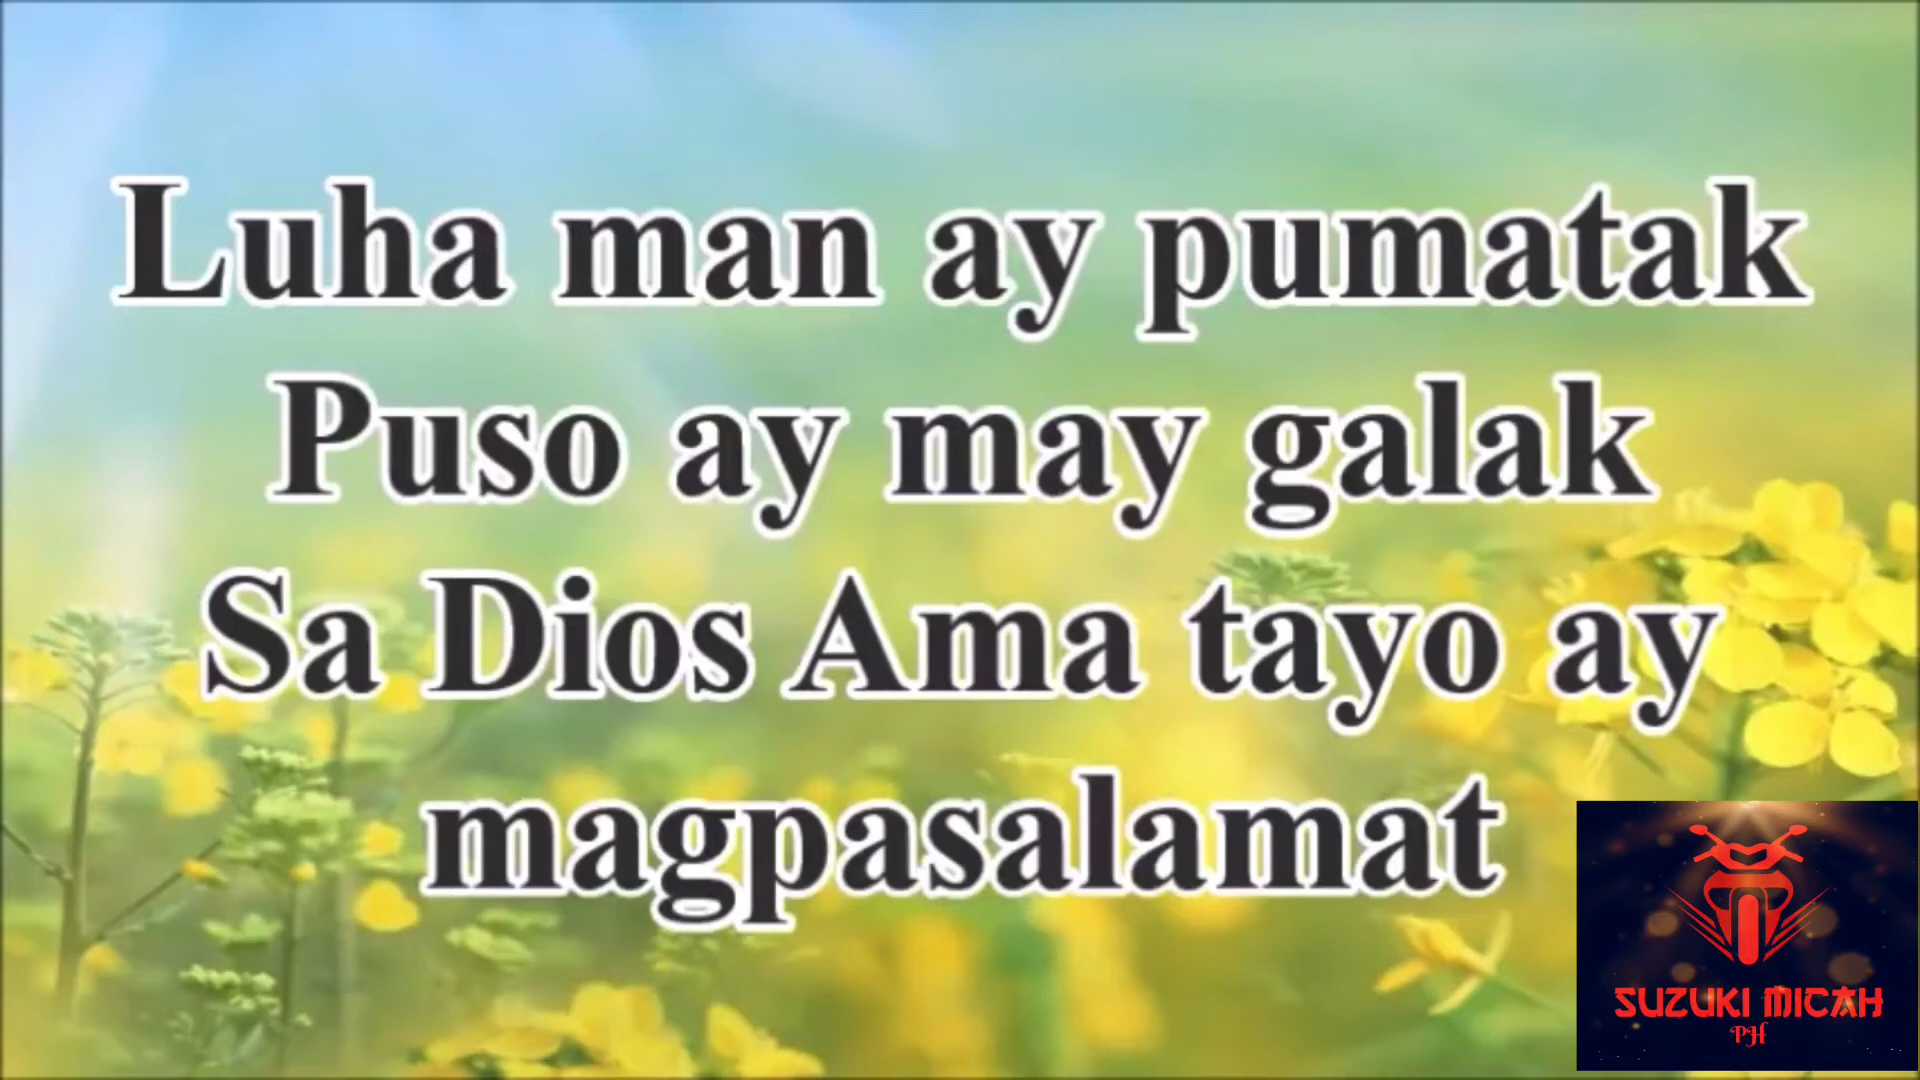 Luha man ay pumatak
Puso ay may galak
Sa Dios Ama tayo ay
magpasalamat
SUZUKI MICAH
PH